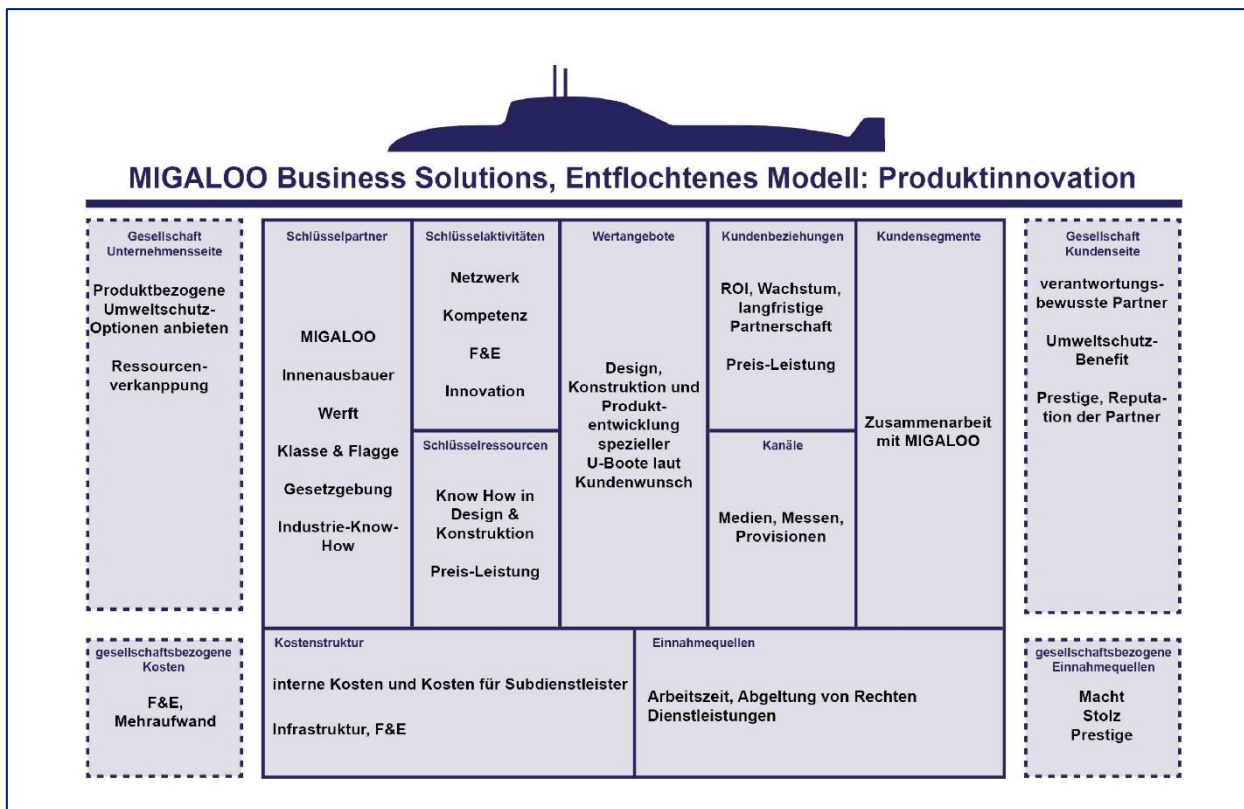 MIGALOO Business Solutions, Entflochtenes Modell: Produktinnovation
Gesellschaft
Unternehmensseite
Produktbezogene
Umweltschutz-
Optionen anbieten
Ressourcen-
verkanppung
Schlüsselpartner
MIGALOO
Innenausbauer
Werft
Klasse & Flagge
Gesetzgebung
Industrie-Know-
How
Schlüsselaktivitäten
Netzwerk
Kompetenz
F&E
Innovation
Schlüsselressourcen
Know How in
Design &
Konstruktion
Preis-Leistung
Wertangebote
Design,
Konstruktion und
Produkt-
entwicklung
spezieller
U-Boote laut
Kundenwunsch
Kundenbeziehungen
ROI, Wachstum,
langfristige
Partnerschaft
Preis-Leistung
Kanäle
Medien, Messen,
Provisionen
Kundensegmente
Zusammenarbeit
mit MIGALOO
Gesellschaft
Kundenseite
verantwortungs-
bewusste Partner
Umweltschutz-
Benefit
Prestige, Reputa-
tion der Partner
gesellschaftsbezogene
Kosten
F&E,
Mehraufwand
Kostenstruktur
interne Kosten und Kosten für Subdienstleister
Infrastruktur, F&E
Einnahmequellen
Arbeitszeit, Abgeltung von Rechten
Dienstleistungen
gesellschaftsbezogene
Einnahmequellen
Macht
Stolz
Prestige